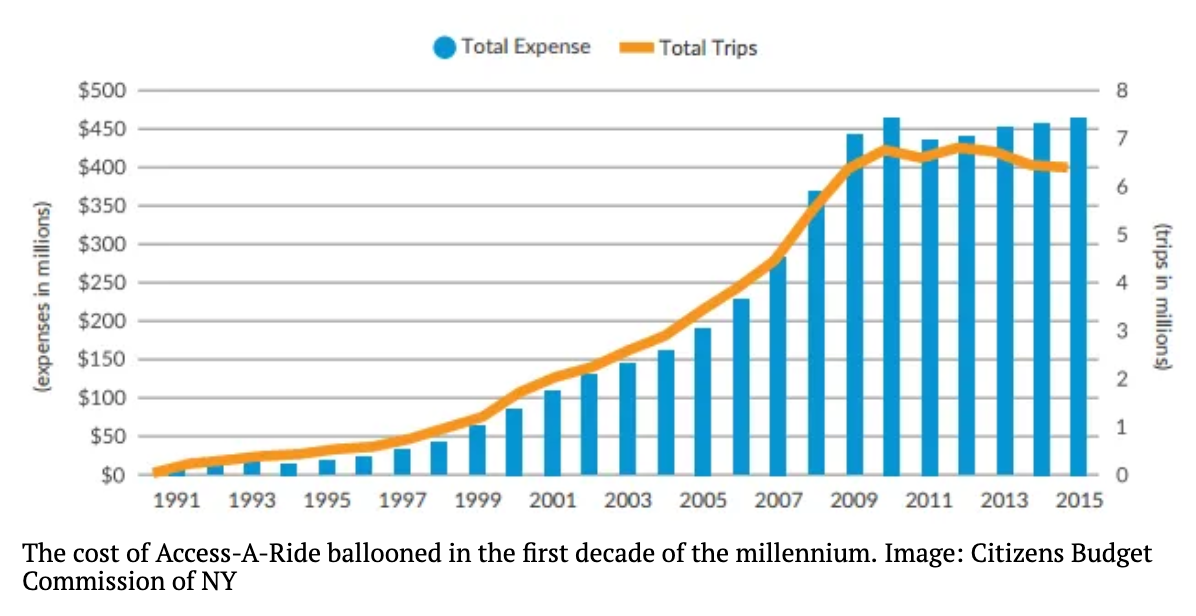 Total Expense Total Trips
$500 8
$450
7
$400
6
$350
$300 5
$250 4
$200
3
$150
2
$100
$50 1
$0 0
(expenses in millions)
(trips in millions)
1991 1993 1995 1997 1999 2001 2003 2005 2007 2009 2011 2013 2015
The cost of Access-A-Ride ballooned in the first decade of the millennium. Image: Citizens Budget
Commission of NY